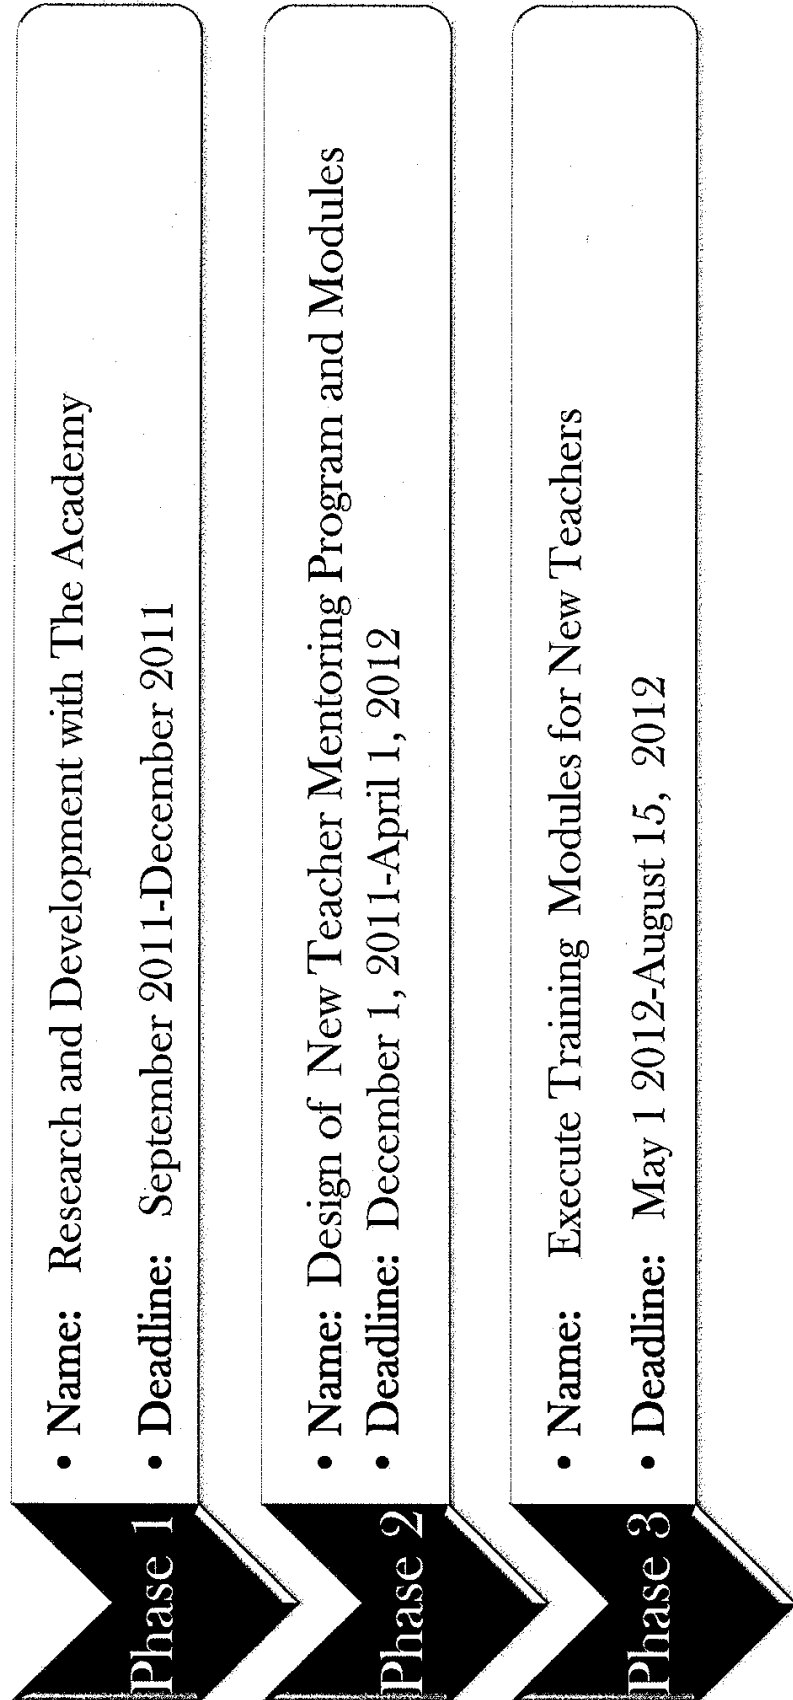 Phase 1
• Name: Research and Development with The Academy
• Deadline: September 2011-December 2011
Phase 2
• Name: Design of New Teacher Mentoring Program and Modules
• Deadline: December 1, 2011-April 1, 2012
Phase 3
• Name: Execute Training Modules for New Teachers
• Deadline: May 1 2012-August 15, 2012